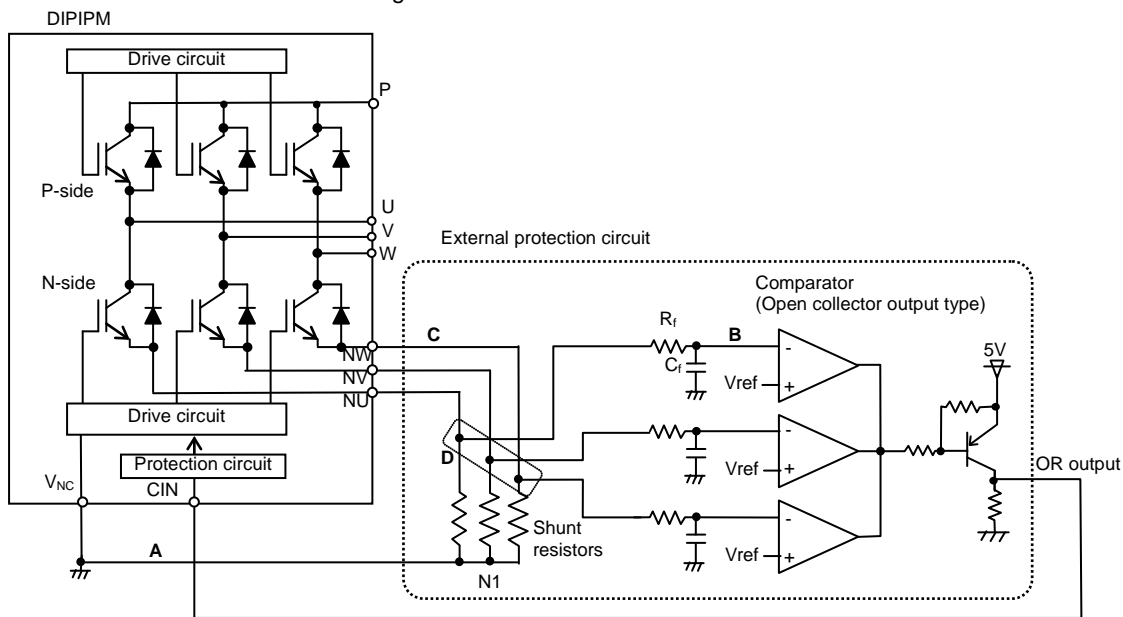 DIPIPM
Drive circuit
P
P-side
U
V
W
External protection circuit
N-side
Comparator
(Open collector output type)
Rf
B
C
5V
Cf
-
NW
Vref
+
NV
NU
Drive circuit
-
D
Protection circuit
Vref
+
OR output
VNC
CIN
-
Shunt
resistors
A
Vref
+
N1